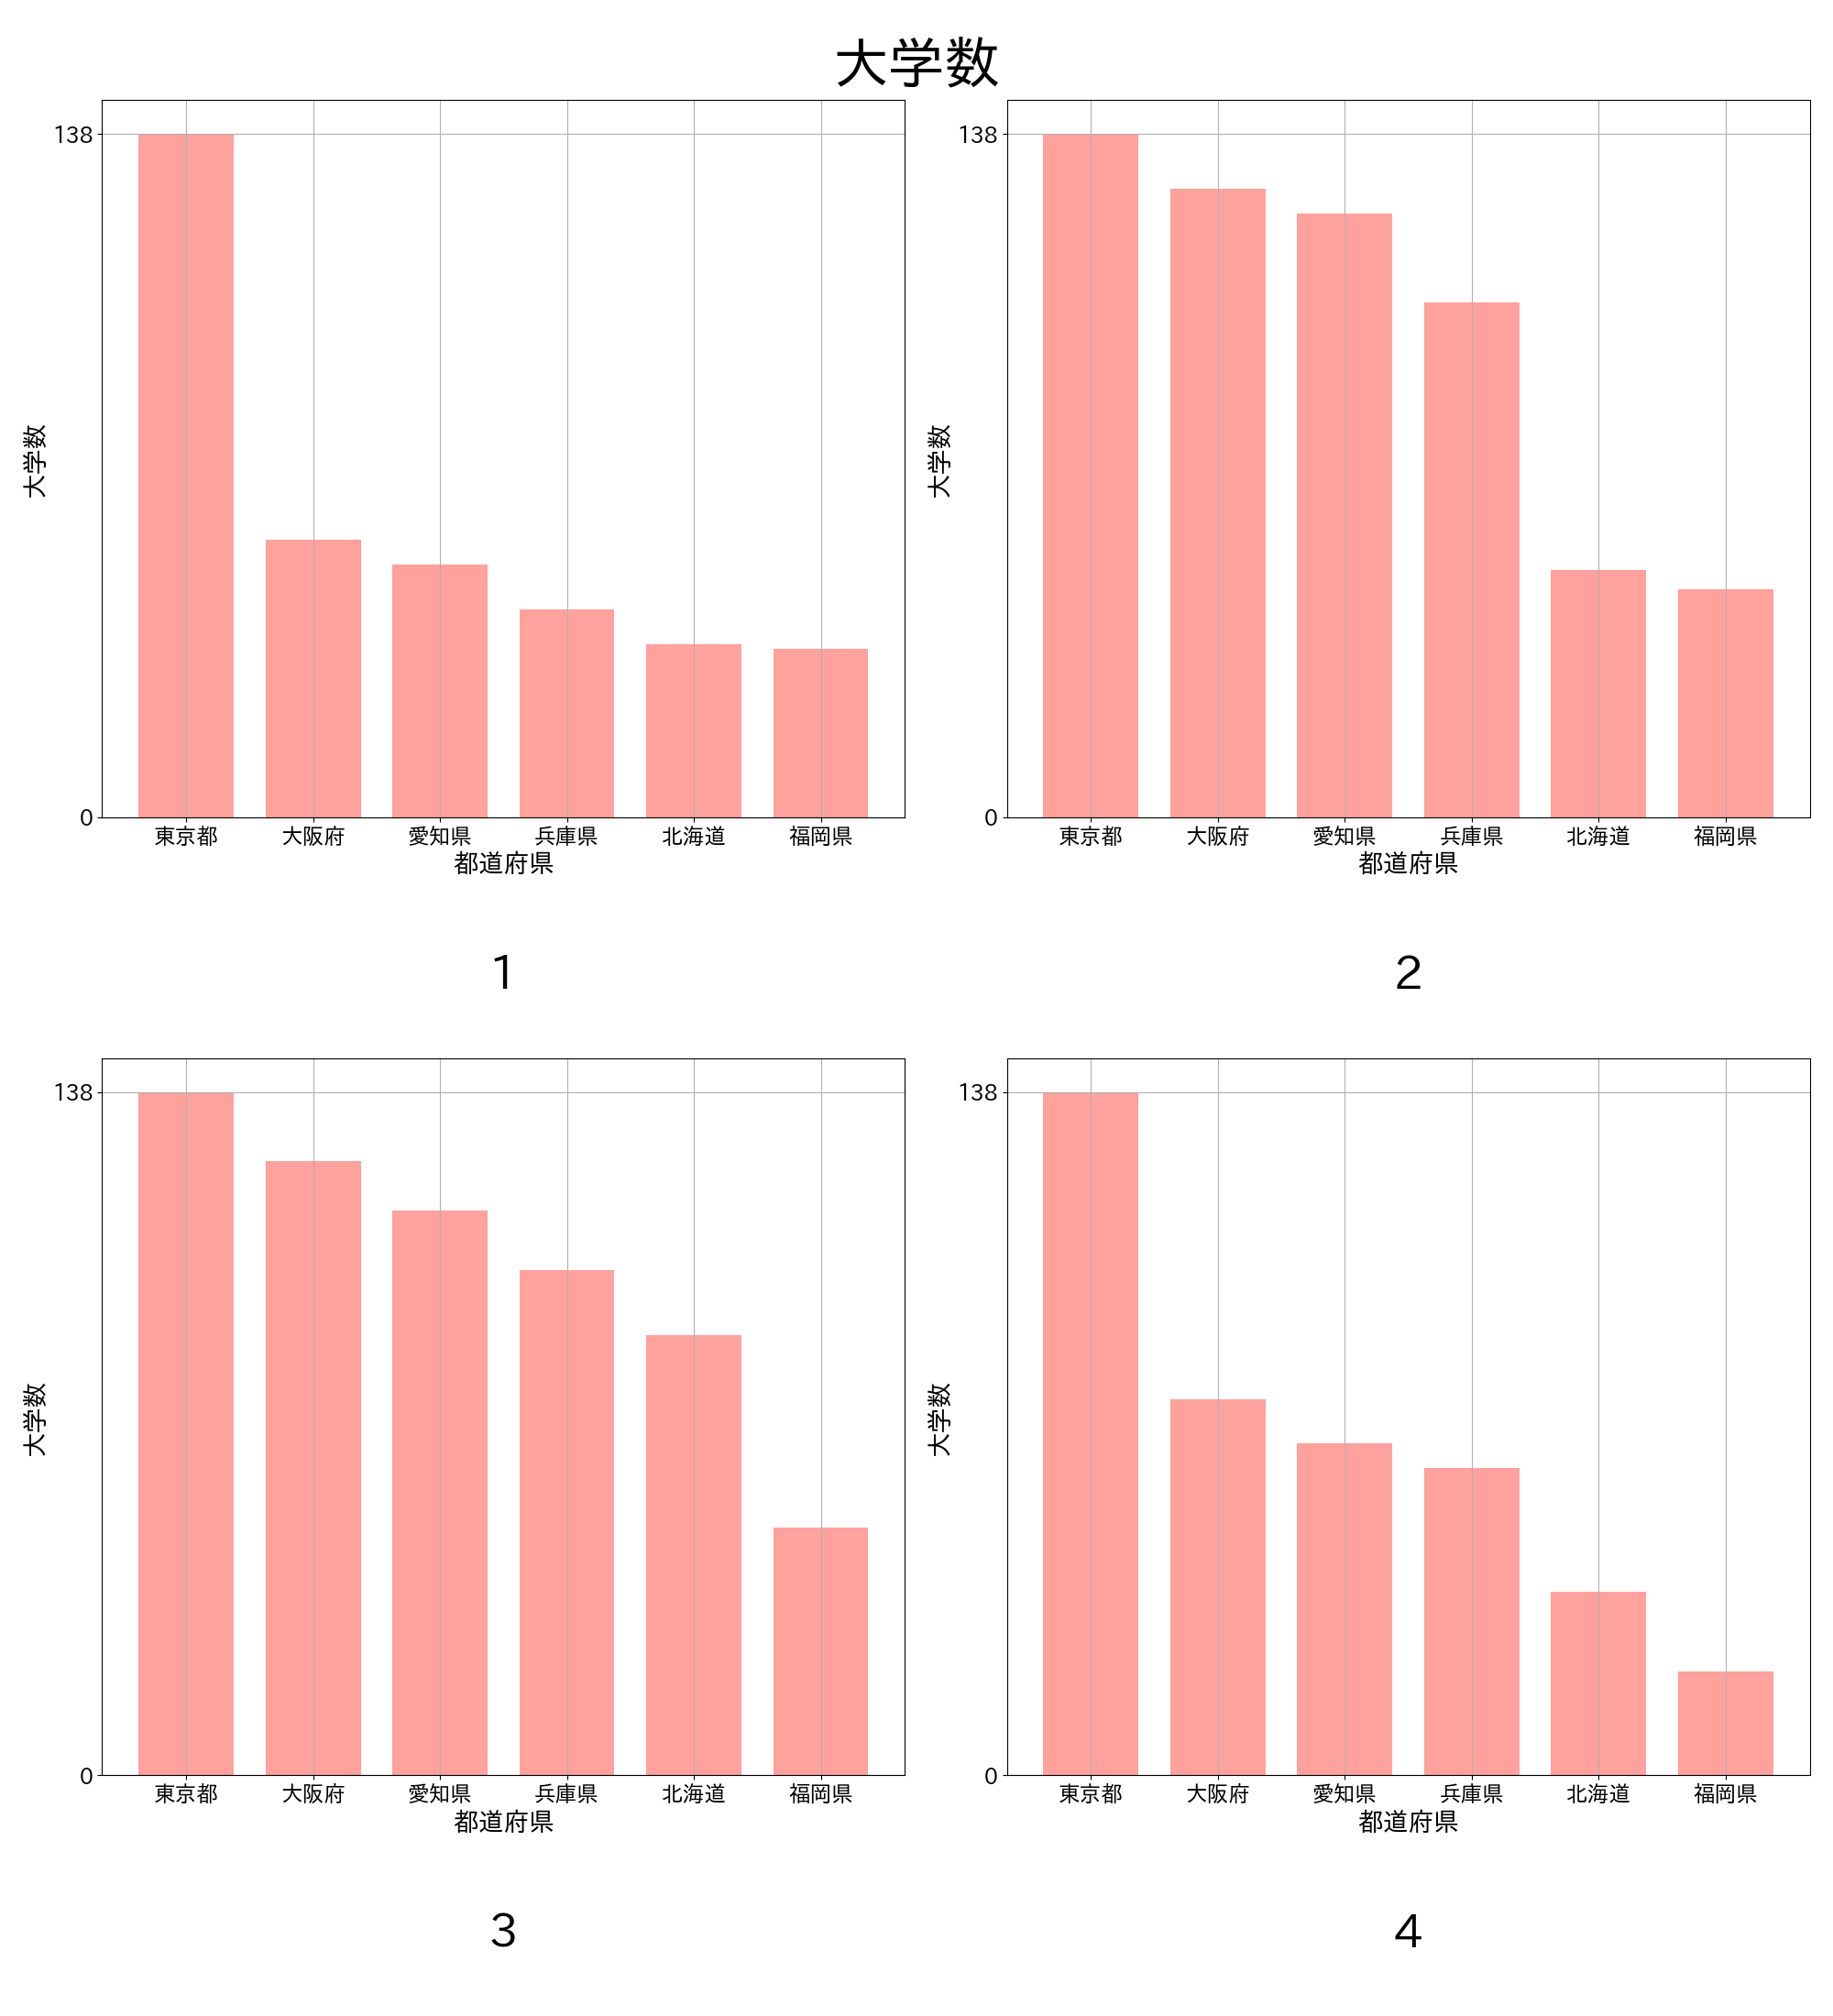 大学数
138
0
大学数
東京都 大阪府 愛知県 兵庫県 北海道 福岡県
都道府県
1
138
0
大学数
東京都 大阪府 愛知県 兵庫県 北海道 福岡県
都道府県
2
138
0
大学数
東京都 大阪府 愛知県 兵庫県 北海道 福岡県
都道府県
3
138
0
大学数
東京都 大阪府 愛知県 兵庫県 北海道 福岡県
都道府県
4